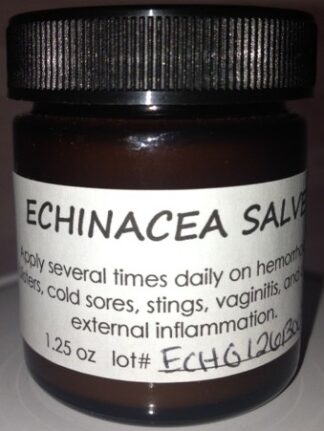 ECHINACEA SALVE
Apply several times daily on
cold sores, stings, vaginitis, and
external inflammation.
1.25 oz lot#